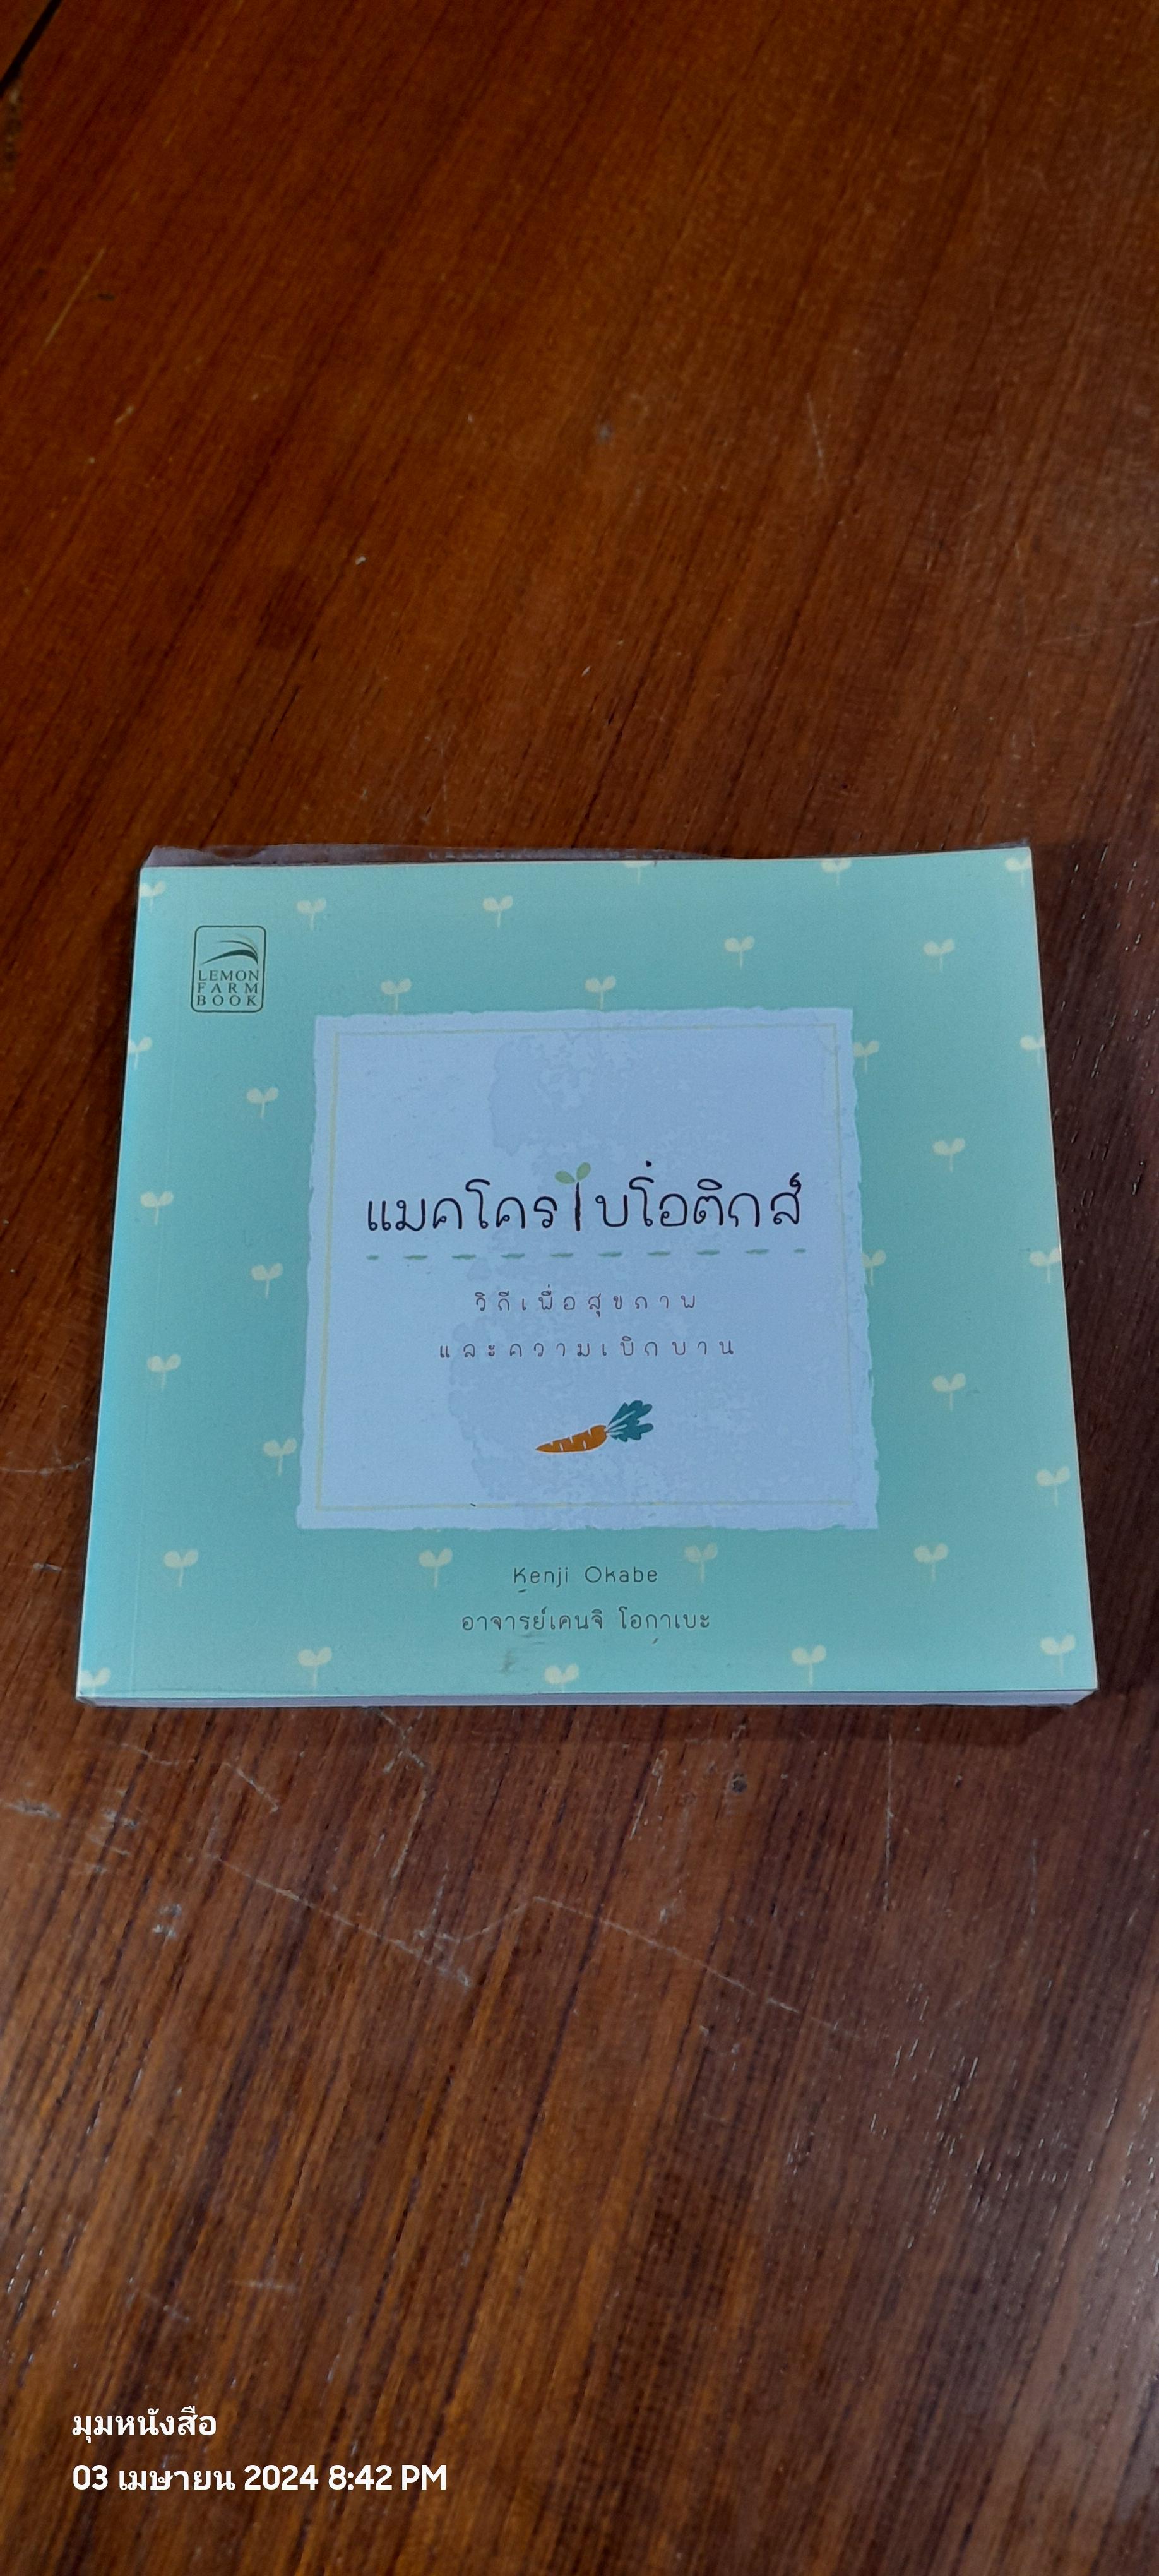 LEMON
FARM
BOOK
แมคโครไบโอติกส์
วิถีเพื่อสุขภาพ
และความเบิกบาน
Kenji Okabe
อาจารย์เคนจิ โอกาเบะ
มุมหนังสือ
03 เมษายน 2024 8:42 PM